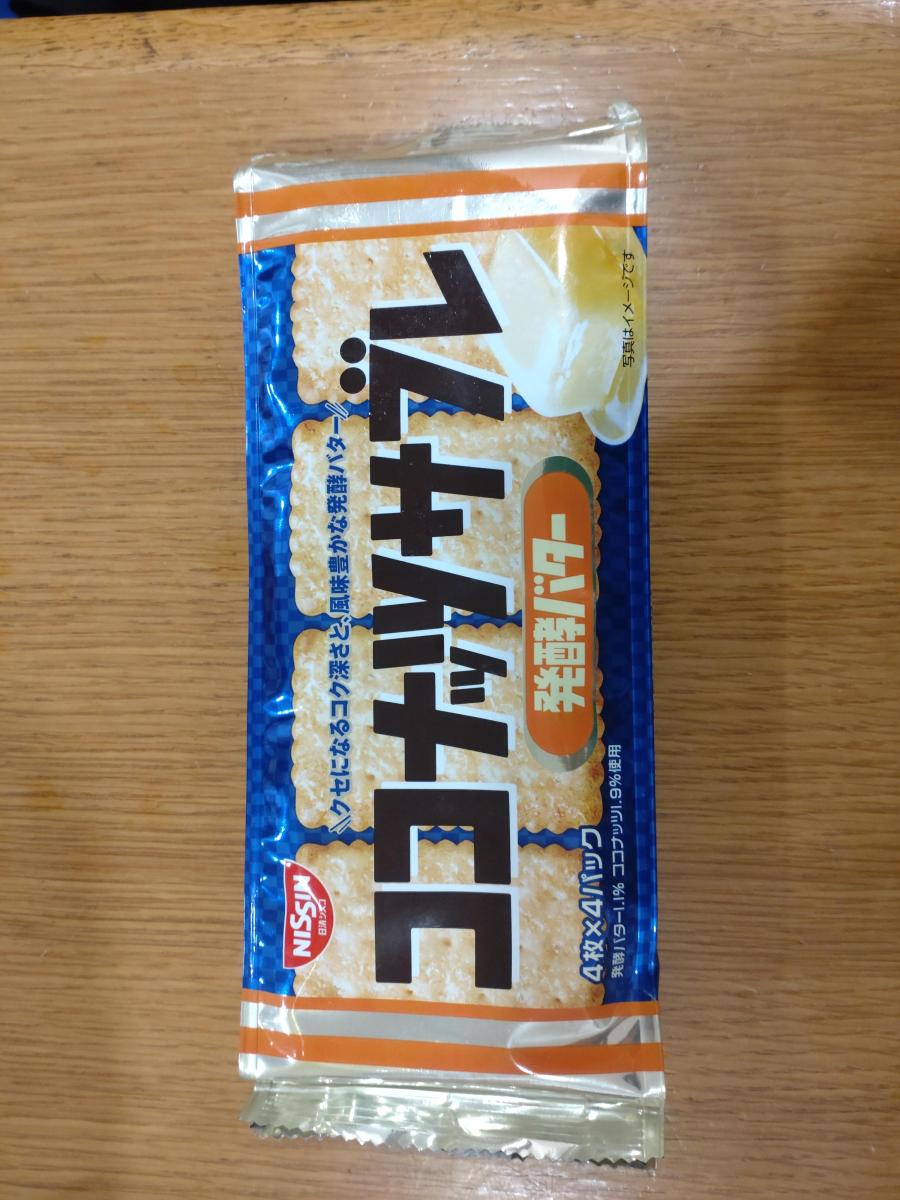 NISSIN
日清シスコ
クセになるコク深さと、風味豊かな発酵バター
ココナッツサブレ
発酵バター
4枚×4パック
発酵バター1.1% ココナッツ1.9%使用
写真はイメージです